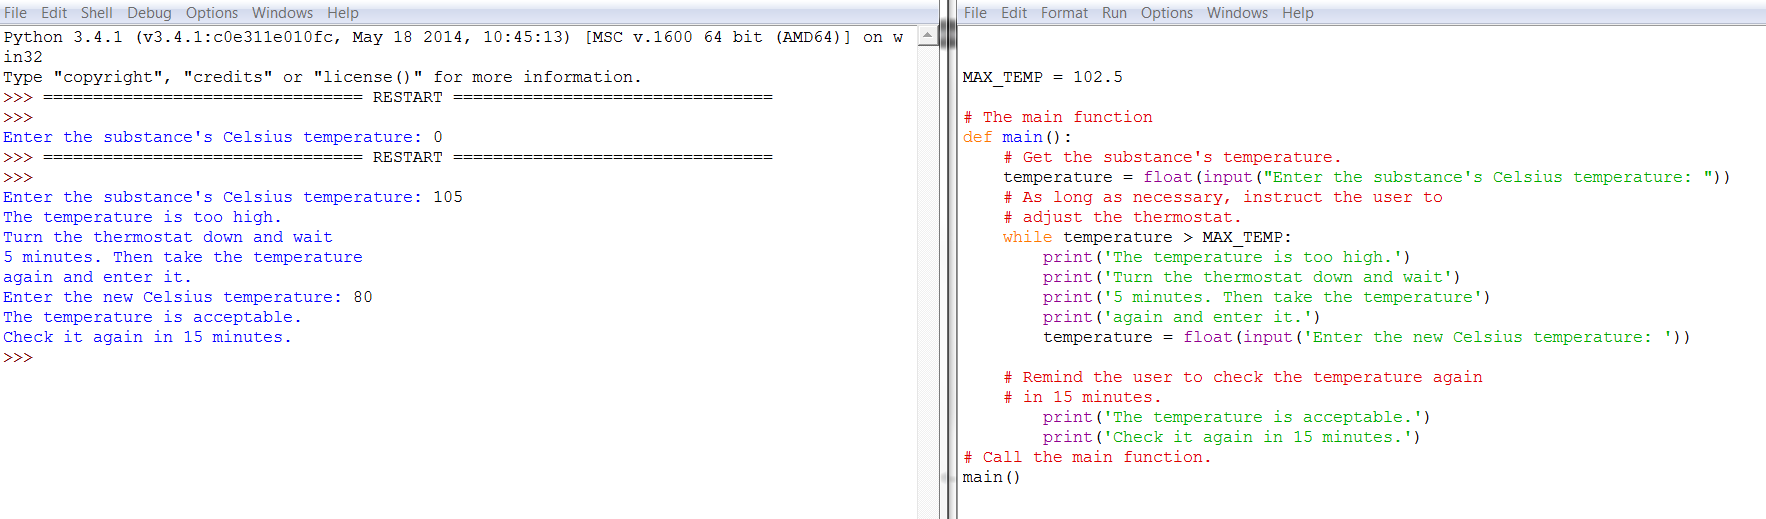 File Edit Shell Debug Options Windows Help
Python 3.4.1 (v3.4.1:c0e311e010fc, May 18 2014, 10:45:13) [MSC v.1600 64 bit (AMD64)] on w
in32
Type "copyright", "credits" or "license()" for more information.
>>> ================================ RESTART ================================
>>>
Enter the substance's Celsius temperature: 0
>>> ================================ RESTART ================================
>>>
Enter the substance's Celsius temperature: 105
The temperature is too high.
Turn the thermostat down and wait
5 minutes. Then take the temperature
again and enter it.
Enter the new Celsius temperature: 80
The temperature is acceptable.
Check it again in 15 minutes.
>>>
File Edit Format Run Options Windows Help
MAX_TEMP = 102.5
# The main function
def main():
    # Get the substance's temperature.
    temperature = float(input("Enter the substance's Celsius temperature: "))
    # As long as necessary, instruct the user to
    # adjust the thermostat.
    while temperature > MAX_TEMP:
        print('The temperature is too high.')
        print('Turn the thermostat down and wait')
        print('5 minutes. Then take the temperature')
        print('again and enter it.')
        temperature = float(input('Enter the new Celsius temperature: '))
    # Remind the user to check the temperature again
    # in 15 minutes.
        print('The temperature is acceptable.')
        print('Check it again in 15 minutes.')
# Call the main function.
main()